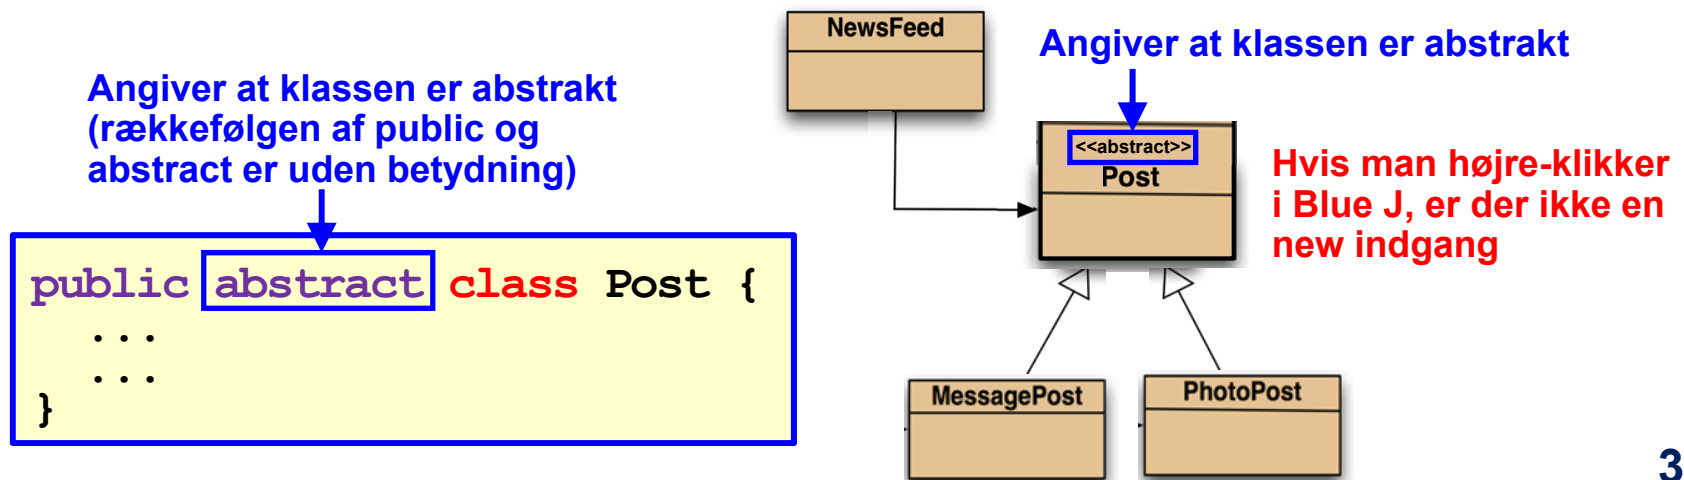 Angiver at klassen er abstrakt
(rækkefølgen af public og
abstract er uden betydning)
public abstract class Post {
...
...
}
NewsFeed
Angiver at klassen er abstrakt
<<abstract>>
Post
Hvis man højre-klikker
i Blue J, er der ikke en
new indgang
MessagePost
PhotoPost
3